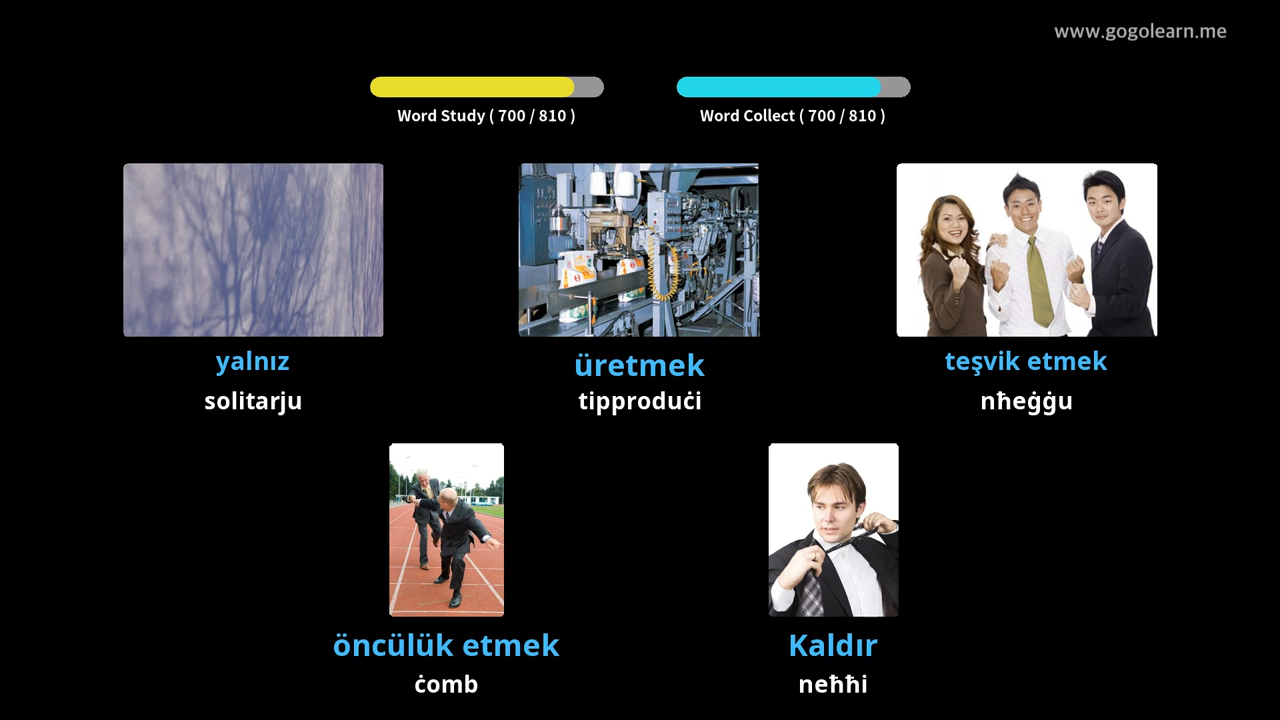 www.gogolearn.me
Word Study ( 700 / 810 )
Word Collect ( 700 / 810 )
yalnız
solitarju
üretmek
tipproduċi
teşvik etmek
nħeġġu
öncülük etmek
ċomb
Kaldır
neħħi